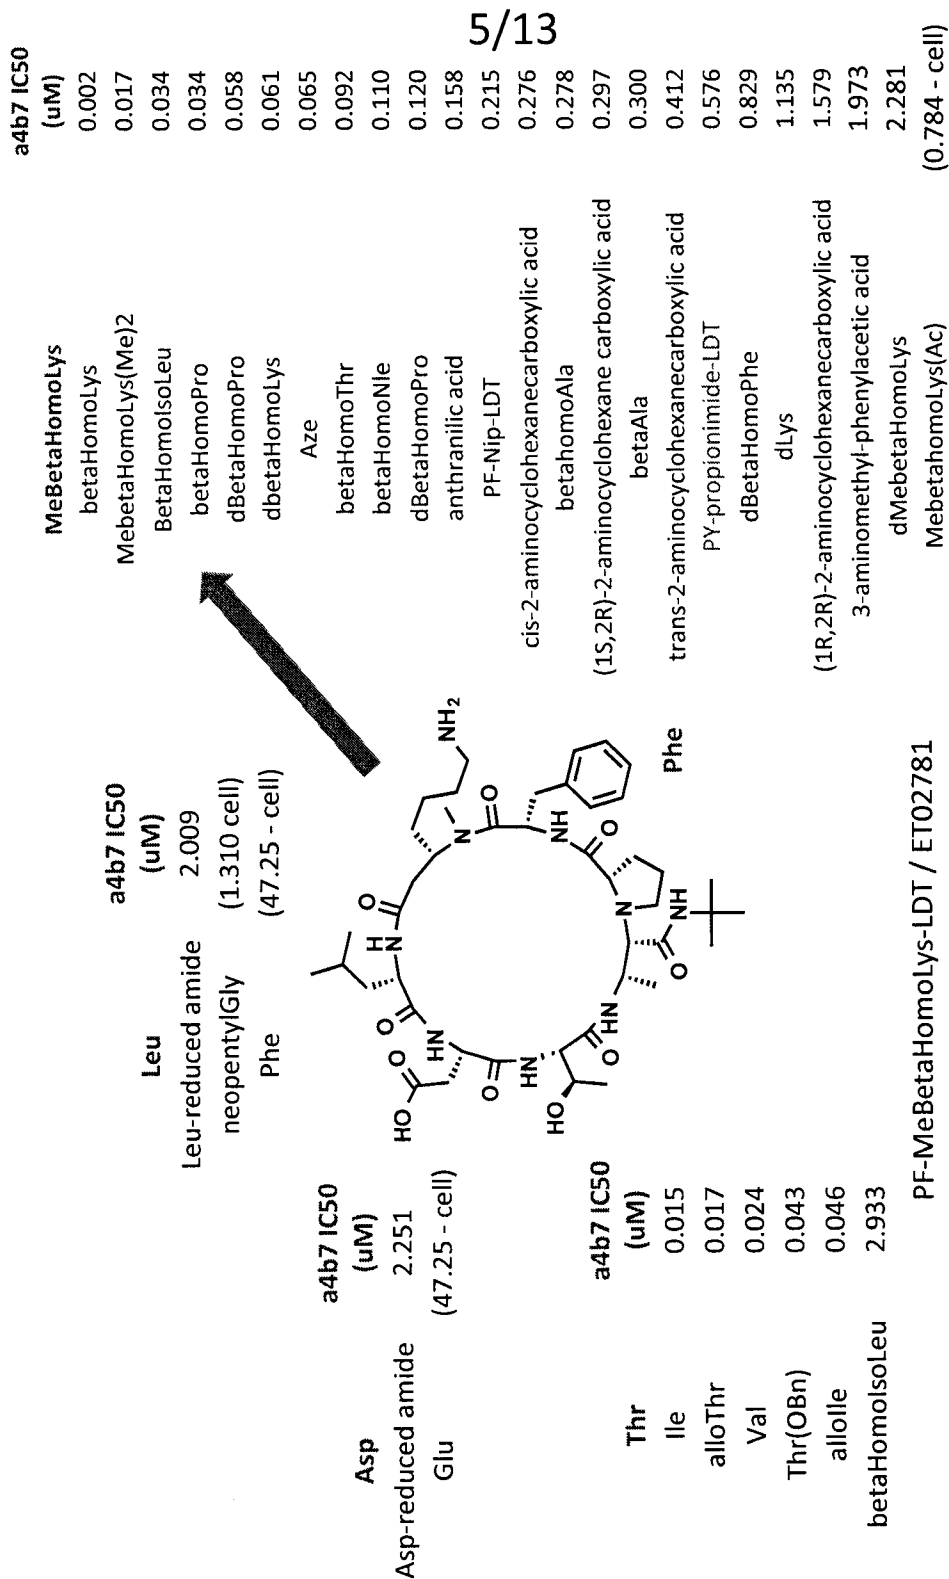 5/13
a4b7 IC50
MeBetaHomoLys (uM)
betaHomoLys 0.002
MebetaHomoLys(Me)2 0.017
BetaHomoIsoLeu 0.034
betaHomoPro 0.034
dBetaHomoPro 0.058
dbetaHomoLys 0.061
Aze 0.065
betaHomoThr 0.092
betaHomoNle 0.110
dBetaHomoPro 0.120
anthranilic acid 0.158
PF-Nip-LDT 0.215
cis-2-aminocyclohexanecarboxylic acid 0.276
betahomoAla 0.278
(1S,2R)-2-aminocyclohexane carboxylic acid 0.297
betaAla 0.300
trans-2-aminocyclohexanecarboxylic acid 0.412
PY-propionimide-LDT 0.576
dBetaHomoPhe 0.829
dLys 1.135
(1R,2R)-2-aminocyclohexanecarboxylic acid 1.579
3-aminomethyl-phenylacetic acid 1.973
dMebetaHomoLys 2.281
MebetahomoLys(Ac) (0.784 - cell)
a4b7 IC50
Leu (uM)
Leu-reduced amide 2.009
neopentylGly (1.310 cell)
Phe (47.25 - cell)
a4b7 IC50
Asp (uM)
Asp-reduced amide 2.251
Glu (47.25 - cell)
a4b7 IC50
Thr (uM)
Ile 0.015
alloThr 0.017
Val 0.024
Thr(OBn) 0.043
alloIle 0.046
betaHomoIsoLeu 2.933
NH2
O
N
O
NH
Phe
O
N
NH
O
HN
O
HO
HN
O
HN
O
HO
O
O
H
N
PF-MeBetaHomoLys-LDT / ET02781